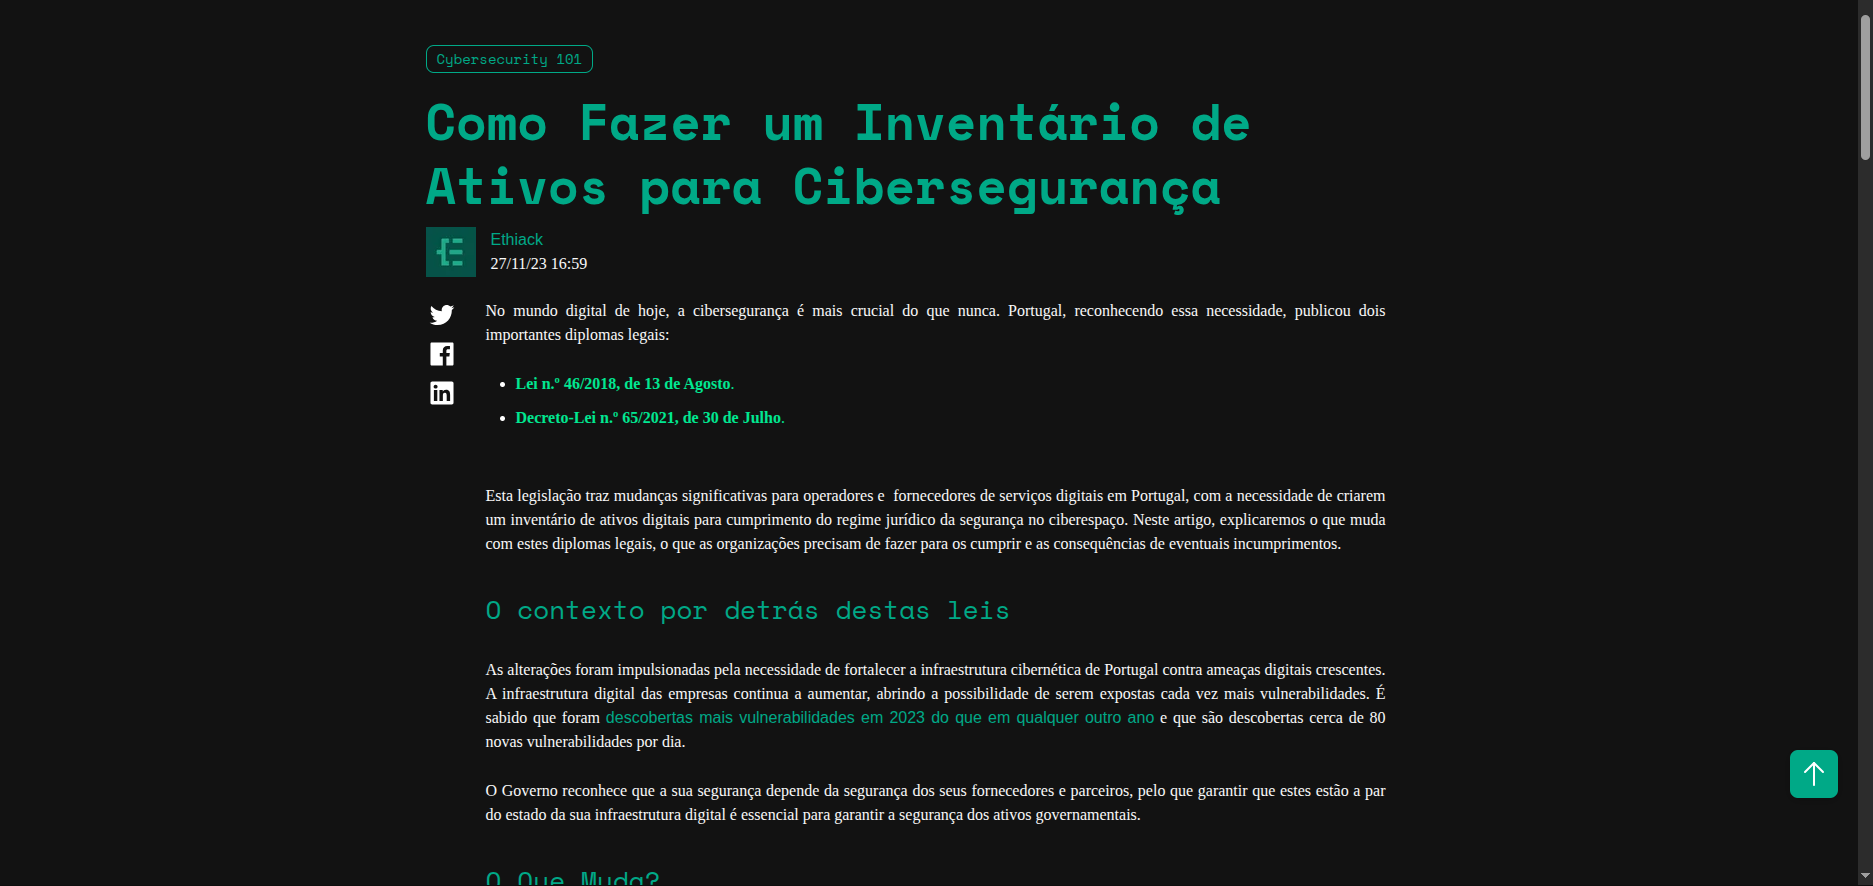 Cybersecurity 101
Como Fazer um Inventário de
Ativos para Cibersegurança
Ethiack
27/11/23 16:59
No mundo digital de hoje, a cibersegurança é mais crucial do que nunca. Portugal, reconhecendo essa necessidade, publicou dois
importantes diplomas legais:
Lei n.º 46/2018, de 13 de Agosto.
Decreto-Lei n.º 65/2021, de 30 de Julho.
Esta legislação traz mudanças significativas para operadores e  fornecedores de serviços digitais em Portugal, com a necessidade de criarem
um inventário de ativos digitais para cumprimento do regime jurídico da segurança no ciberespaço. Neste artigo, explicaremos o que muda
com estes diplomas legais, o que as organizações precisam de fazer para os cumprir e as consequências de eventuais incumprimentos.
O contexto por detrás destas leis
As alterações foram impulsionadas pela necessidade de fortalecer a infraestrutura cibernética de Portugal contra ameaças digitais crescentes.
A infraestrutura digital das empresas continua a aumentar, abrindo a possibilidade de serem expostas cada vez mais vulnerabilidades. É
sabido que foram descobertas mais vulnerabilidades em 2023 do que em qualquer outro ano e que são descobertas cerca de 80
novas vulnerabilidades por dia.
O Governo reconhece que a sua segurança depende da segurança dos seus fornecedores e parceiros, pelo que garantir que estes estão a par
do estado da sua infraestrutura digital é essencial para garantir a segurança dos ativos governamentais.
O Que Muda?